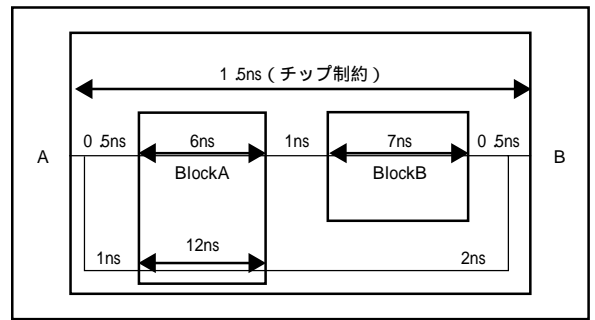 1 .5ns ( チップ制約 )
0 .5ns 6ns 1ns 7ns 0 .5ns
A BlockA BlockB B
12ns
1ns 2ns